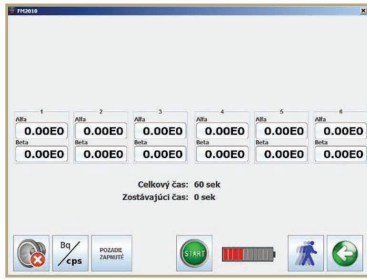 FM2010
1 2 3 4 5 6
Alfa Alfa Alfa Alfa Alfa Alfa
0.00E0 0.00E0 0.00E0 0.00E0 0.00E0 0.00E0
Beta Beta Beta Beta Beta Beta
0.00E0 0.00E0 0.00E0 0.00E0 0.00E0 0.00E0
Celkový čas: 60 sek
Zostávajúci čas: 0 sek
Bq/cps
POZADIE
ZAPNUTÉ
START